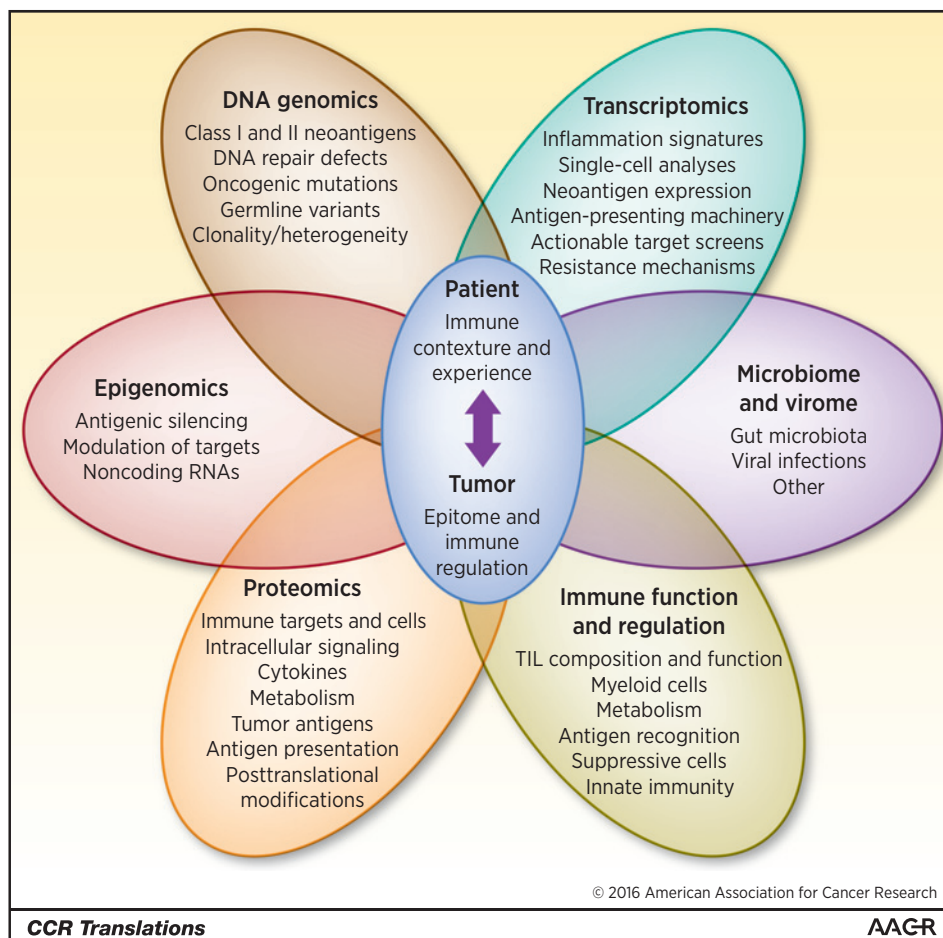 DNA genomics
Class I and II neoantigens
DNA repair defects
Oncogenic mutations
Germline variants
Clonality/heterogeneity
Transcriptomics
Inflammation signatures
Single-cell analyses
Neoantigen expression
Antigen-presenting machinery
Actionable target screens
Resistance mechanisms
Patient
Immune
contexture and
experience
Tumor
Epitome and
immune
regulation
Epigenomics
Antigenic silencing
Modulation of targets
Noncoding RNAs
Microbiome
and virome
Gut microbiota
Viral infections
Other
Proteomics
Immune targets and cells
Intracellular signaling
Cytokines
Metabolism
Tumor antigens
Antigen presentation
Posttranslational
modifications
Immune function
and regulation
TIL composition and function
Myeloid cells
Metabolism
Antigen recognition
Suppressive cells
Innate immunity
© 2016 American Association for Cancer Research
CCR Translations
AACR